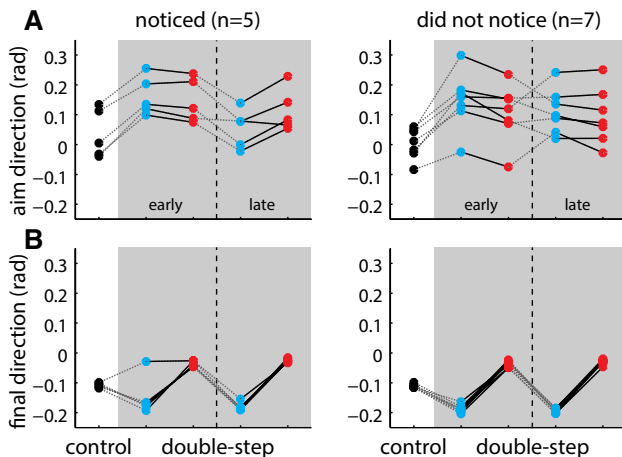 A
noticed (n=5)
did not notice (n=7)
aim direction (rad)
0.3
0.2
0.1
0
−0.1
−0.2
early
late
0.3
0.2
0.1
0
−0.1
−0.2
early
late
B
final direction (rad)
0.3
0.2
0.1
0
−0.1
−0.2
0.3
0.2
0.1
0
−0.1
−0.2
control
double-step
control
double-step